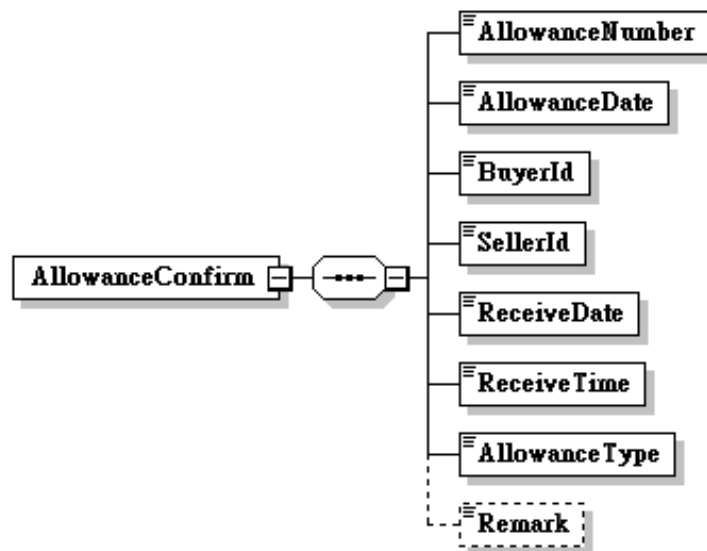 AllowanceNumber
AllowanceDate
BuyerId
SellerId
AllowanceConfirm
ReceiveDate
ReceiveTime
AllowanceType
Remark